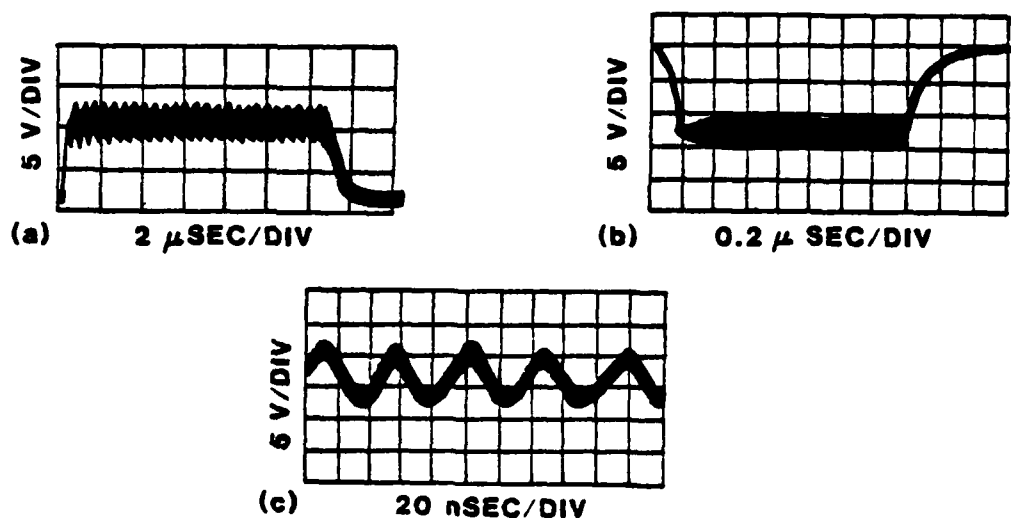 5 V/DIV
(a) 2 μSEC/DIV
5 V/DIV
(b) 0.2 μ SEC/DIV
5 V/DIV
(c) 20 nSEC/DIV